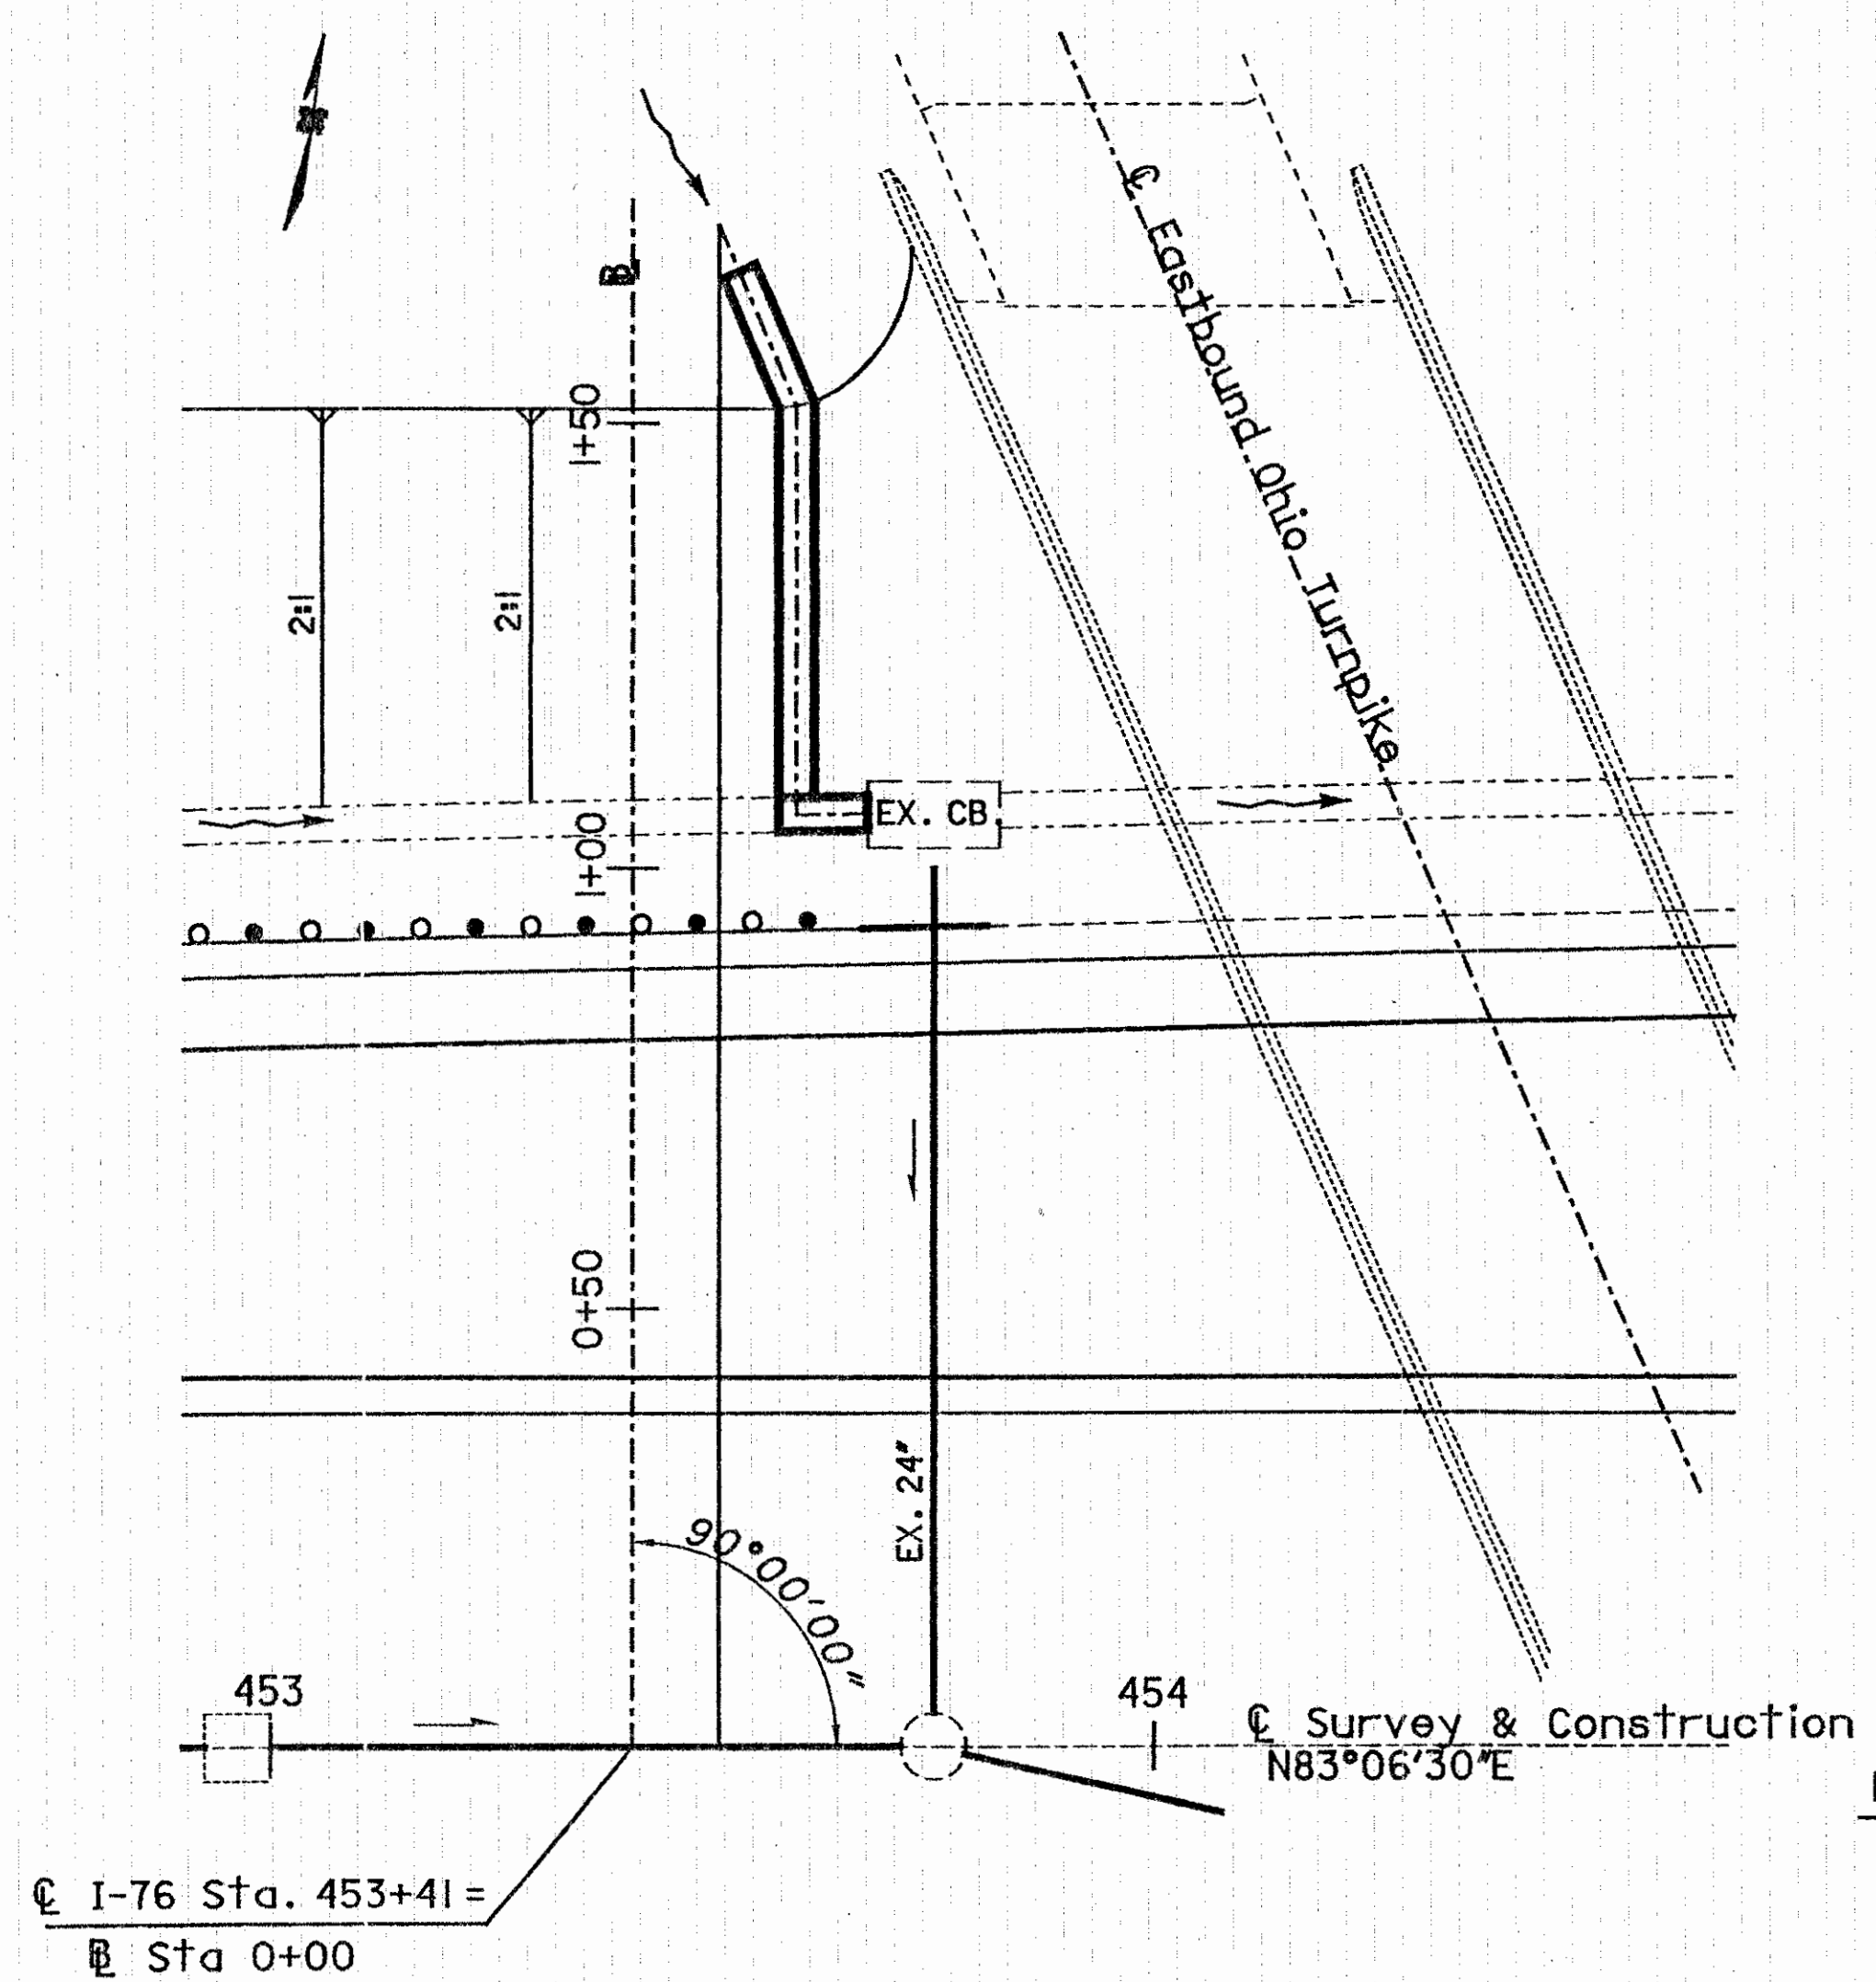 ℄ Eastbound Ohio Turnpike
B
1+50
2:1
2:1
EX. CB.
1+00
0+50
EX. 24"
90°00'00"
453
454
℄ Survey & Construction
N83°06'30"E
℄ I-76 Sta. 453+41=
BL Sta 0+00